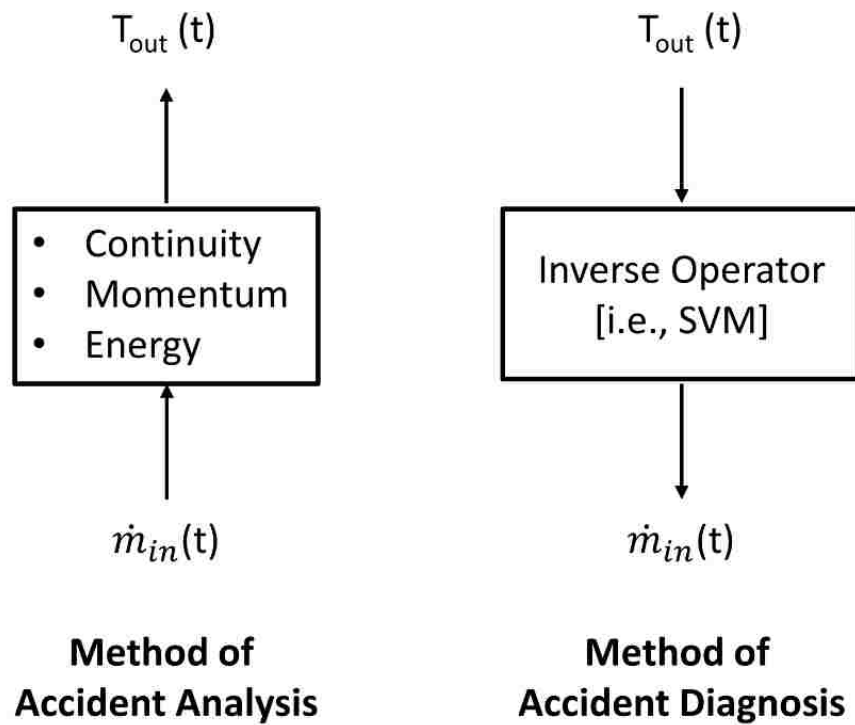 T_out (t)
• Continuity
• Momentum
• Energy
ṁ_in(t)
Method of
Accident Analysis
T_out (t)
Inverse Operator
[i.e., SVM]
ṁ_in(t)
Method of
Accident Diagnosis